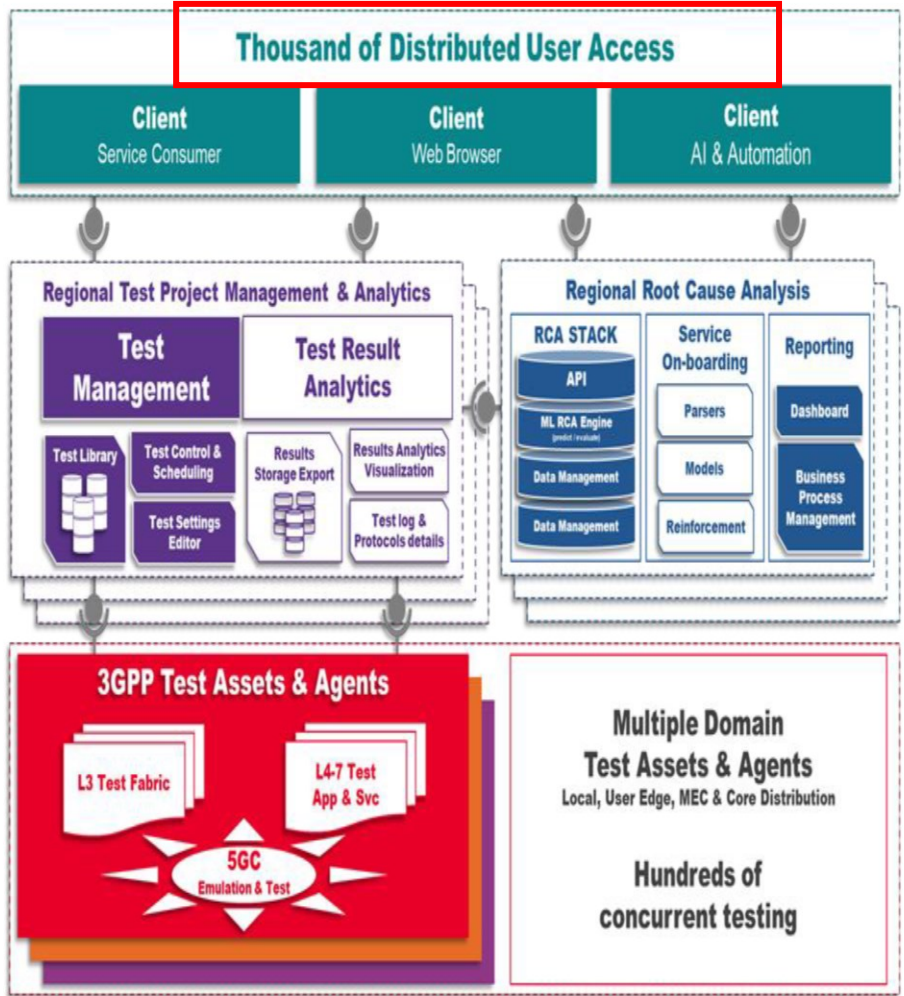 Thousand of Distributed User Access
Client
Service Consumer
Client
Web Browser
Client
AI & Automation
Regional Test Project Management & Analytics
Test
Management
Test Result
Analytics
Test Library
Test Control &
Scheduling
Test Settings
Editor
Results
Storage Export
Results Analytics
Visualization
Test log &
Protocols details
Regional Root Cause Analysis
RCA STACK
API
ML RCA Engine
(predict / evaluate)
Data Management
Data Management
Service
On-boarding
Parsers
Models
Reinforcement
Reporting
Dashboard
Business
Process
Management
3GPP Test Assets & Agents
L3 Test Fabric
L4-7 Test
App & Svc
5GC
Emulation & Test
Multiple Domain
Test Assets & Agents
Local, User Edge, MEC & Core Distribution
Hundreds of
concurrent testing